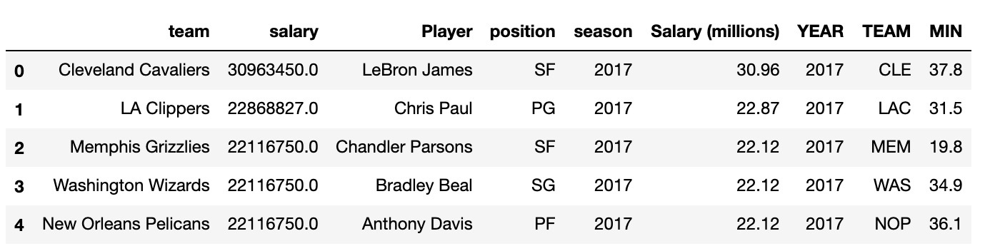 team salary Player position season Salary (millions) YEAR TEAM MIN
0 Cleveland Cavaliers 30963450.0 LeBron James SF 2017 30.96 2017 CLE 37.8
1 LA Clippers 22868827.0 Chris Paul PG 2017 22.87 2017 LAC 31.5
2 Memphis Grizzlies 22116750.0 Chandler Parsons SF 2017 22.12 2017 MEM 19.8
3 Washington Wizards 22116750.0 Bradley Beal SG 2017 22.12 2017 WAS 34.9
4 New Orleans Pelicans 22116750.0 Anthony Davis PF 2017 22.12 2017 NOP 36.1